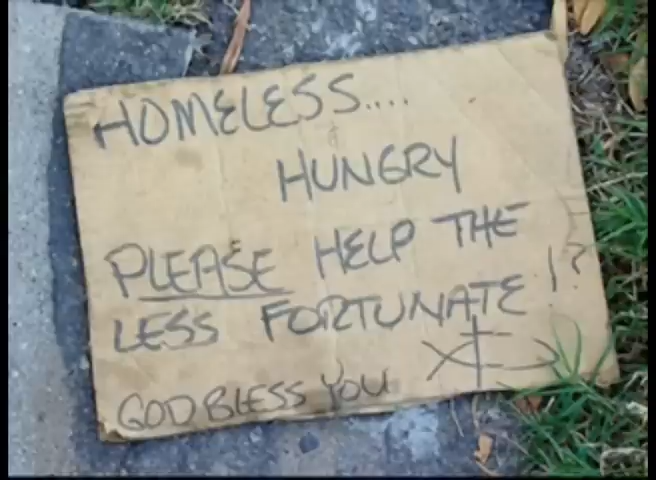 HOMELESS....
HUNGRY
PLEASE HELP THE
LESS FORTUNATE !?
GOD BLESS YOU